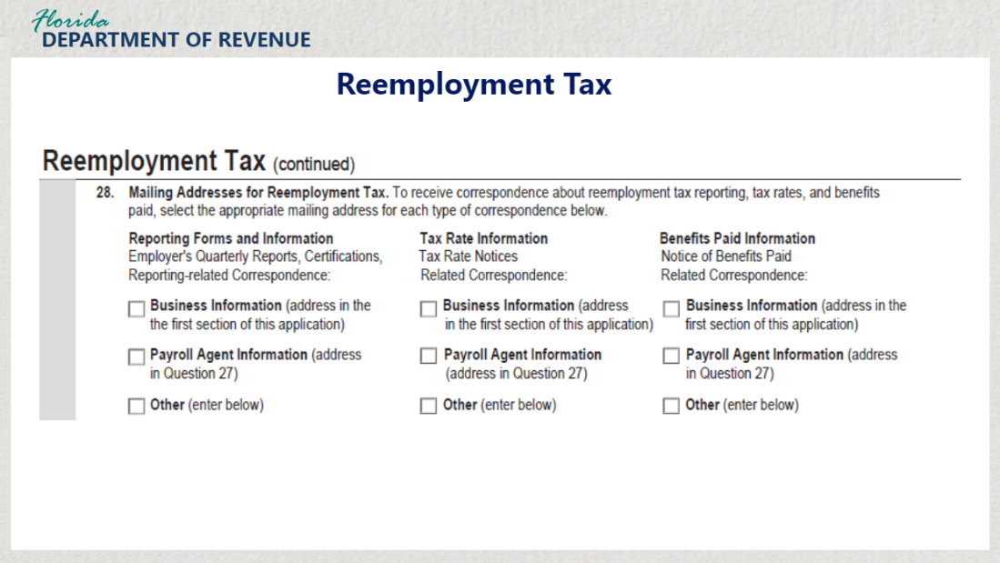 Florida
DEPARTMENT OF REVENUE
Reemployment Tax
Reemployment Tax (continued)
28. Mailing Addresses for Reemployment Tax. To receive correspondence about reemployment tax reporting, tax rates, and benefits
paid, select the appropriate mailing address for each type of correspondence below.
Reporting Forms and Information
Employer's Quarterly Reports, Certifications,
Reporting-related Correspondence:
Business Information (address in the
the first section of this application)
Payroll Agent Information (address
in Question 27)
Other (enter below)
Tax Rate Information
Tax Rate Notices
Related Correspondence:
Business Information (address
in the first section of this application)
Payroll Agent Information
(address in Question 27)
Other (enter below)
Benefits Paid Information
Notice of Benefits Paid
Related Correspondence:
Business Information (address in the
first section of this application)
Payroll Agent Information (address
in Question 27)
Other (enter below)